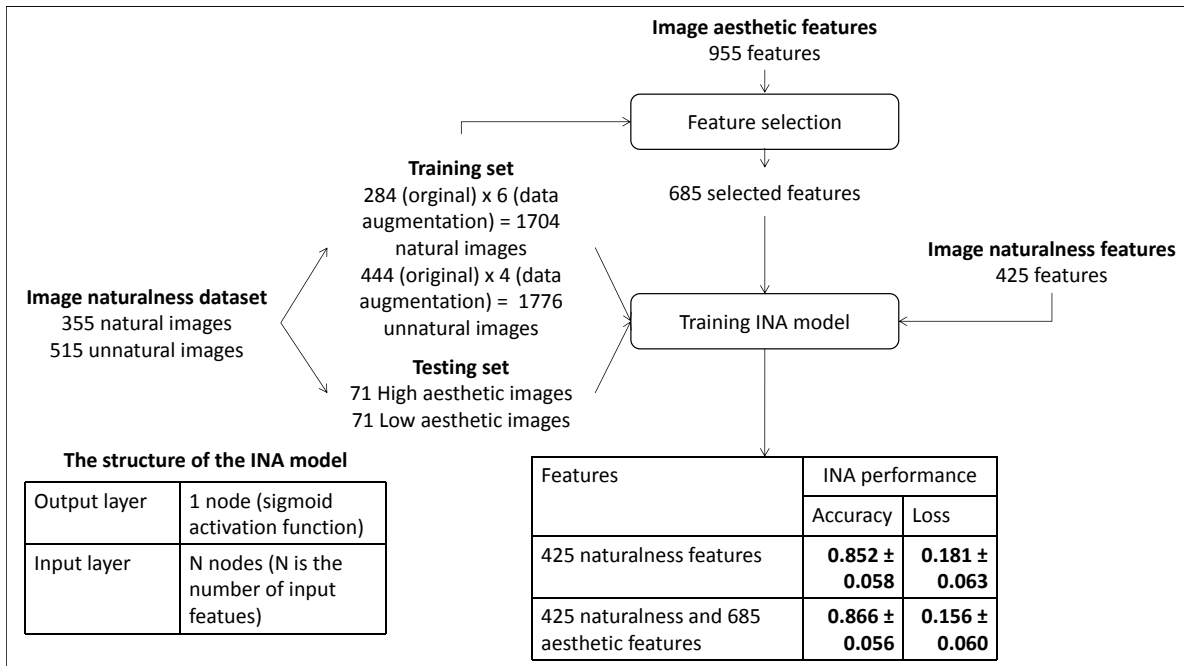 Image aesthetic features
955 features
Feature selection
685 selected features
Training set
284 (orginal) x 6 (data
augmentation) = 1704
natural images
444 (original) x 4 (data
augmentation) =  1776
unnatural images
Image naturalness features
425 features
Image naturalness dataset
355 natural images
515 unnatural images
Training INA model
Testing set
71 High aesthetic images
71 Low aesthetic images
The structure of the INA model
Output layer
1 node (sigmoid
activation function)
Input layer
N nodes (N is the
number of input
featues)
Features
INA performance
Accuracy
Loss
425 naturalness features
0.852 ±
0.058
0.181 ±
0.063
425 naturalness and 685
aesthetic features
0.866 ±
0.056
0.156 ±
0.060